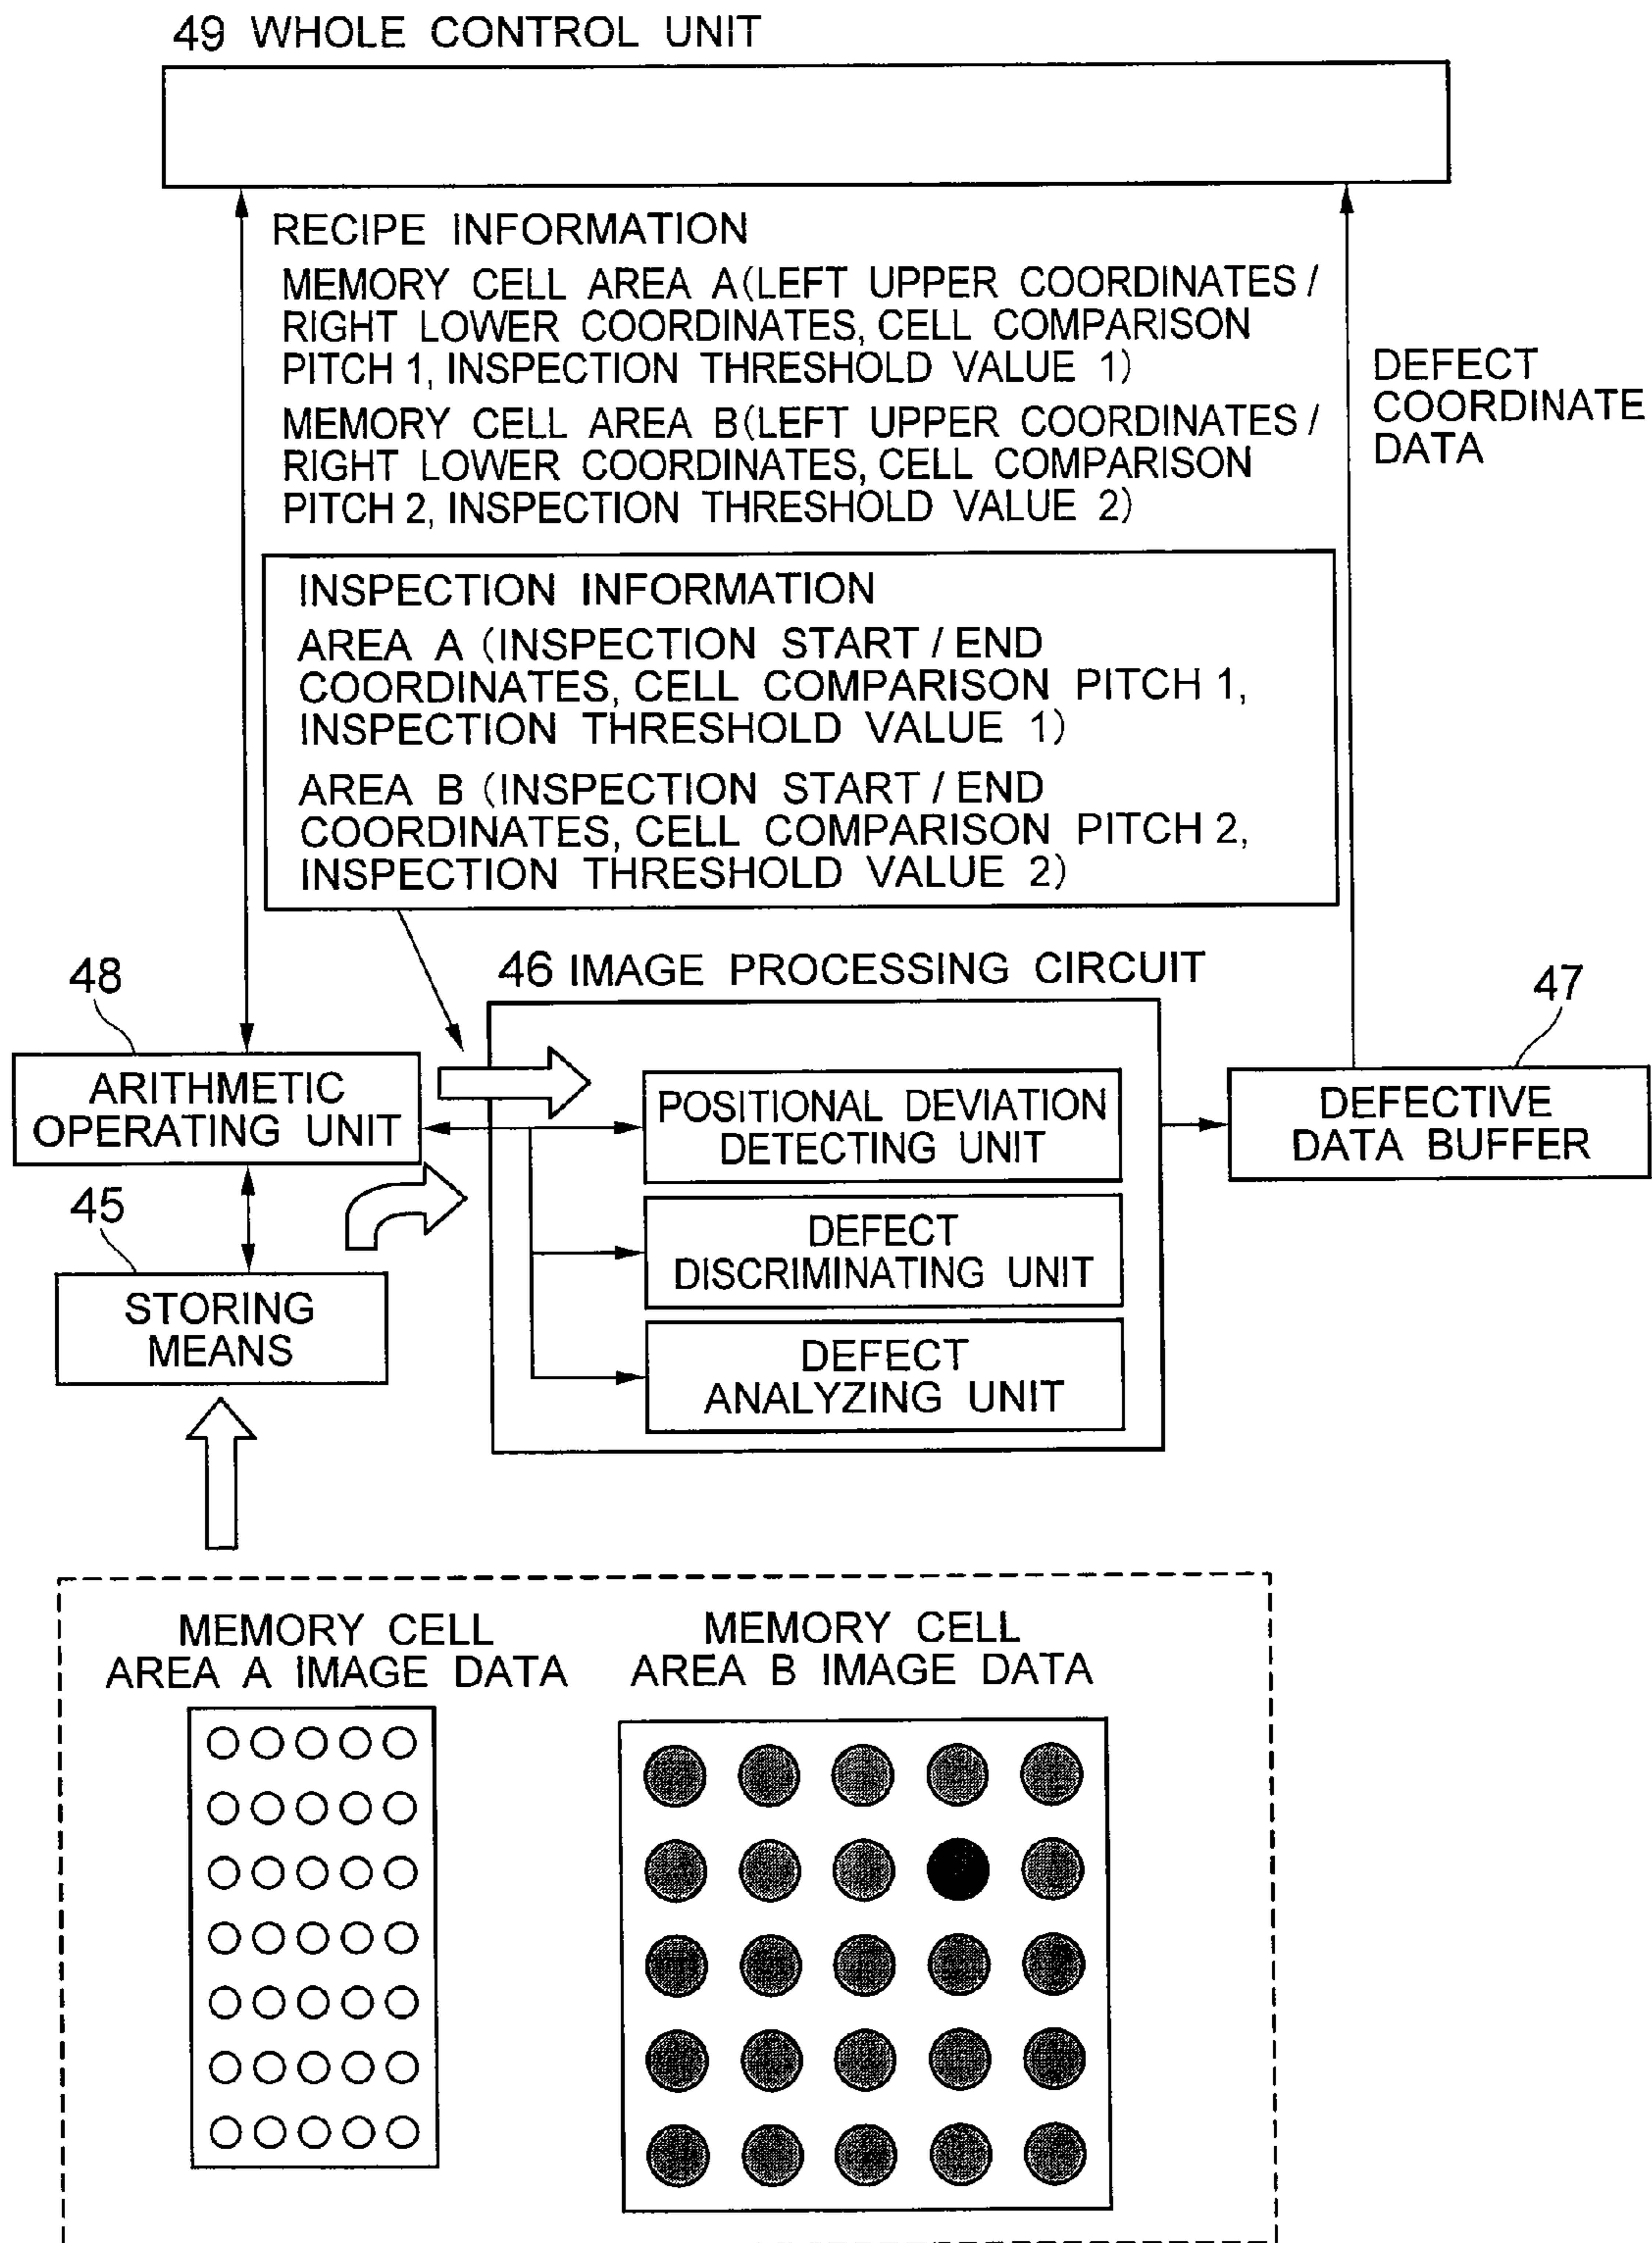 49 WHOLE CONTROL UNIT
RECIPE INFORMATION
MEMORY CELL AREA A(LEFT UPPER COORDINATES /
RIGHT LOWER COORDINATES, CELL COMPARISON
PITCH 1, INSPECTION THRESHOLD VALUE 1)
MEMORY CELL AREA B(LEFT UPPER COORDINATES /
RIGHT LOWER COORDINATES, CELL COMPARISON
PITCH 2, INSPECTION THRESHOLD VALUE 2)
DEFECT
COORDINATE
DATA
INSPECTION INFORMATION
AREA A (INSPECTION START / END
COORDINATES, CELL COMPARISON PITCH 1,
INSPECTION THRESHOLD VALUE 1)
AREA B (INSPECTION START / END
COORDINATES, CELL COMPARISON PITCH 2,
INSPECTION THRESHOLD VALUE 2)
48
ARITHMETIC
OPERATING UNIT
45
STORING
MEANS
46 IMAGE PROCESSING CIRCUIT
POSITIONAL DEVIATION
DETECTING UNIT
DEFECT
DISCRIMINATING UNIT
DEFECT
ANALYZING UNIT
47
DEFECTIVE
DATA BUFFER
MEMORY CELL
AREA A IMAGE DATA
MEMORY CELL
AREA B IMAGE DATA